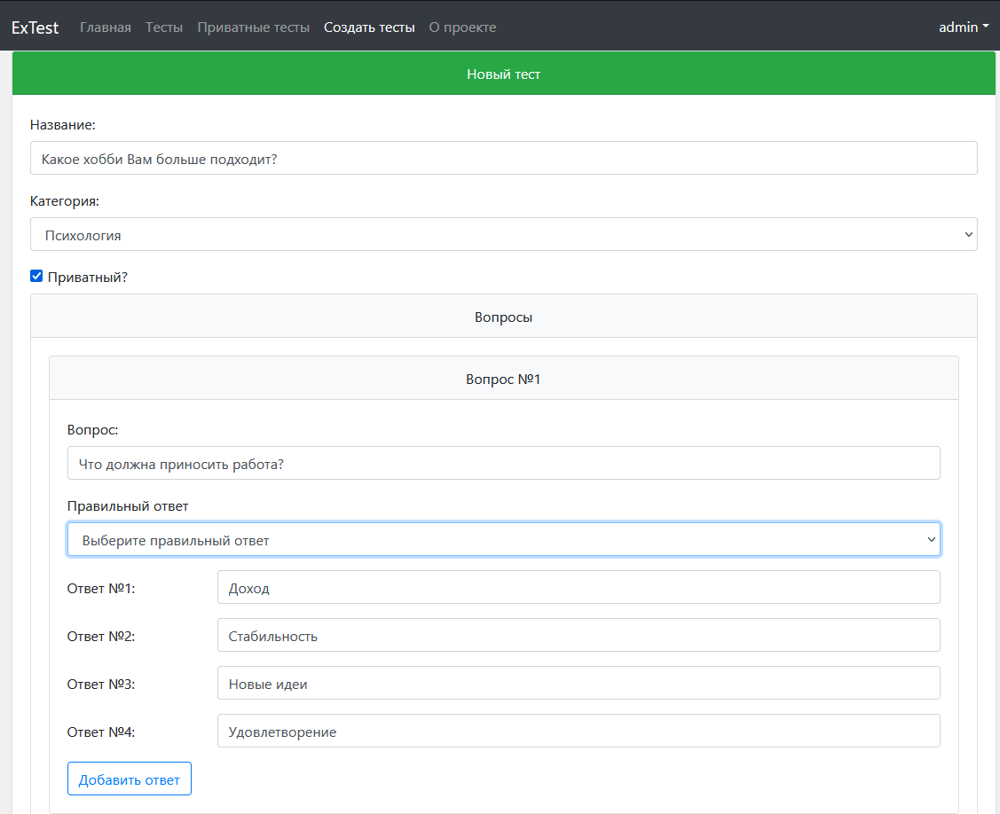 ExTest Главная Тесты Приватные тесты Создать тесты О проекте admin
Новый тест
Название:
Какое хобби Вам больше подходит?
Категория:
Психология
Приватный?
Вопросы
Вопрос №1
Вопрос:
Что должна приносить работа?
Правильный ответ
Выберите правильный ответ
Ответ №1: Доход
Ответ №2: Стабильность
Ответ №3: Новые идеи
Ответ №4: Удовлетворение
Добавить ответ